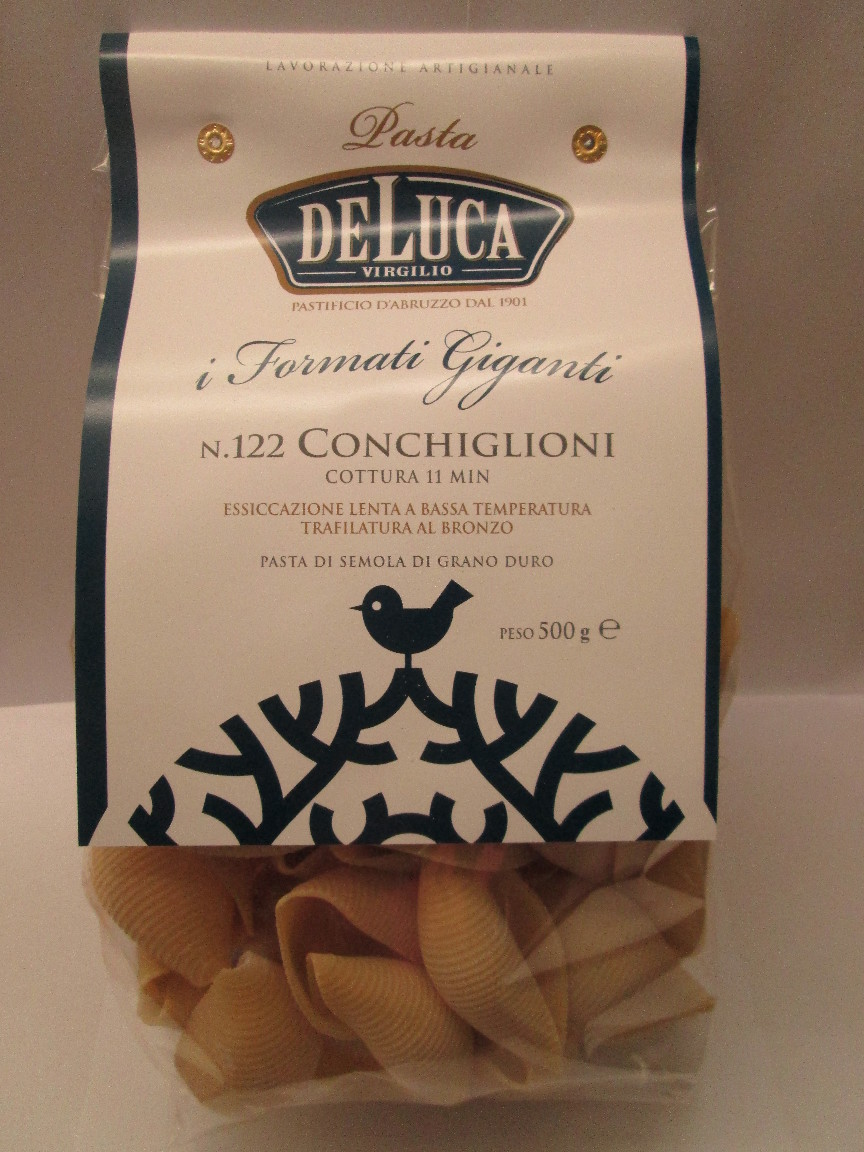 LAVORAZIONE ARTIGIANALE
Pasta
DELUCA
VIRGILIO
PASTIFICIO D'ABRUZZO DAL 1901
i Formati Giganti
N.122 CONCHIGLIONI
COTTURA 11 MIN
ESSICCAZIONE LENTA A BASSA TEMPERATURA
TRAFILATURA AL BRONZO
PASTA DI SEMOLA DI GRANO DURO
PESO 500 g ℮